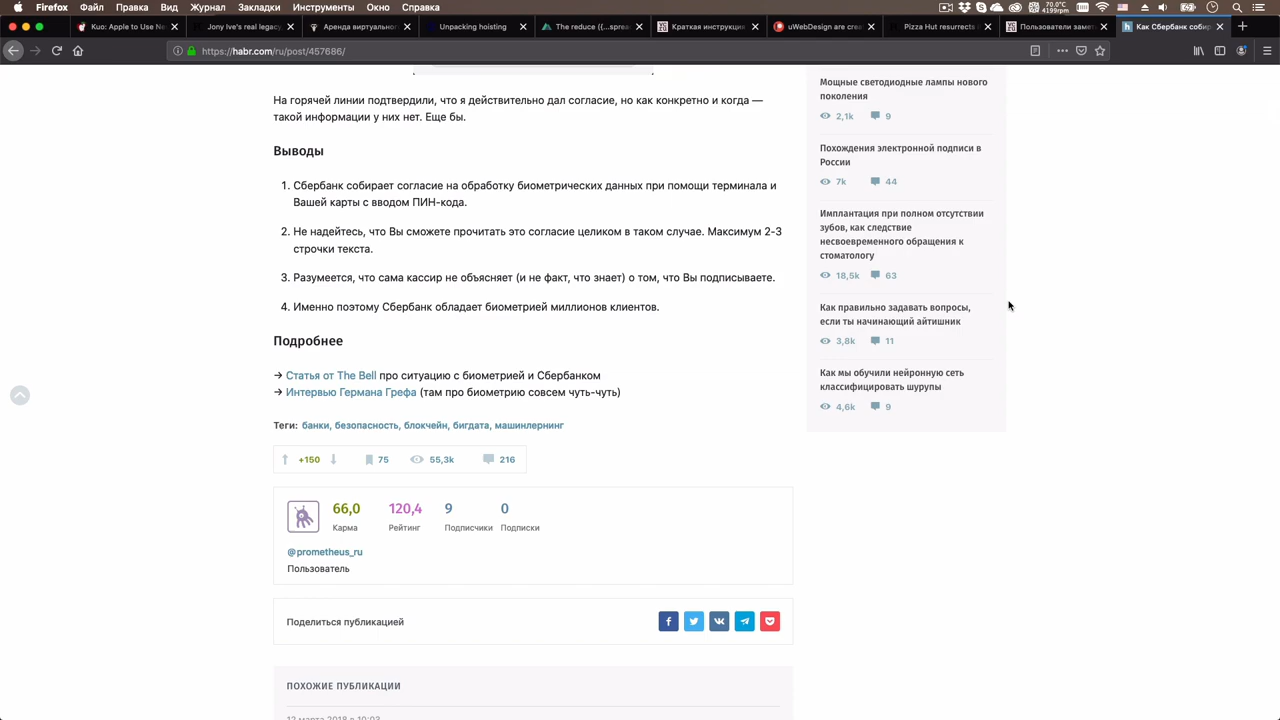 Firefox Файл Правка Вид Журнал Закладки Инструменты Окно Справка
Kuo: Apple to Use Ne
Jony Ive's real legacy
Аренда виртуальног
Unpacking hoisting
The reduce ({...spre
Краткая инструкция
uWebDesign are cre
Pizza Hut resurrects
Пользователи замет
Как Сбербанк собир
https://habr.com/ru/post/457686/
На горячей линии подтвердили, что я действительно дал согласие, но как конкретно и когда —
такой информации у них нет. Еще бы.
Выводы
1. Сбербанк собирает согласие на обработку биометрических данных при помощи терминала и
Вашей карты с вводом ПИН-кода.
2. Не надейтесь, что Вы сможете прочитать это согласие целиком в таком случае. Максимум 2-3
строчки текста.
3. Разумеется, что сама кассир не объясняет (и не факт, что знает) о том, что Вы подписываете.
4. Именно поэтому Сбербанк обладает биометрией миллионов клиентов.
Подробнее
→ Статья от The Bell про ситуацию с биометрией и Сбербанком
→ Интервью Германа Грефа (там про биометрию совсем чуть-чуть)
Теги: банки, безопасность, блокчейн, бигдата, машинлернинг
+150 75 55,3k 216
66,0 120,4 9 0
Карма Рейтинг Подписчики Подписки
@prometheus_ru
Пользователь
Поделиться публикацией
ПОХОЖИЕ ПУБЛИКАЦИИ
12 марта 2018 в 10:03
Мощные светодиодные лампы нового
поколения
2,1k 9
Похождения электронной подписи в
России
7k 44
Имплантация при полном отсутствии
зубов, как следствие
несвоевременного обращения к
стоматологу
18,5k 63
Как правильно задавать вопросы,
если ты начинающий айтишник
3,8k 11
Как мы обучили нейронную сеть
классифицировать шурупы
4,6k 9